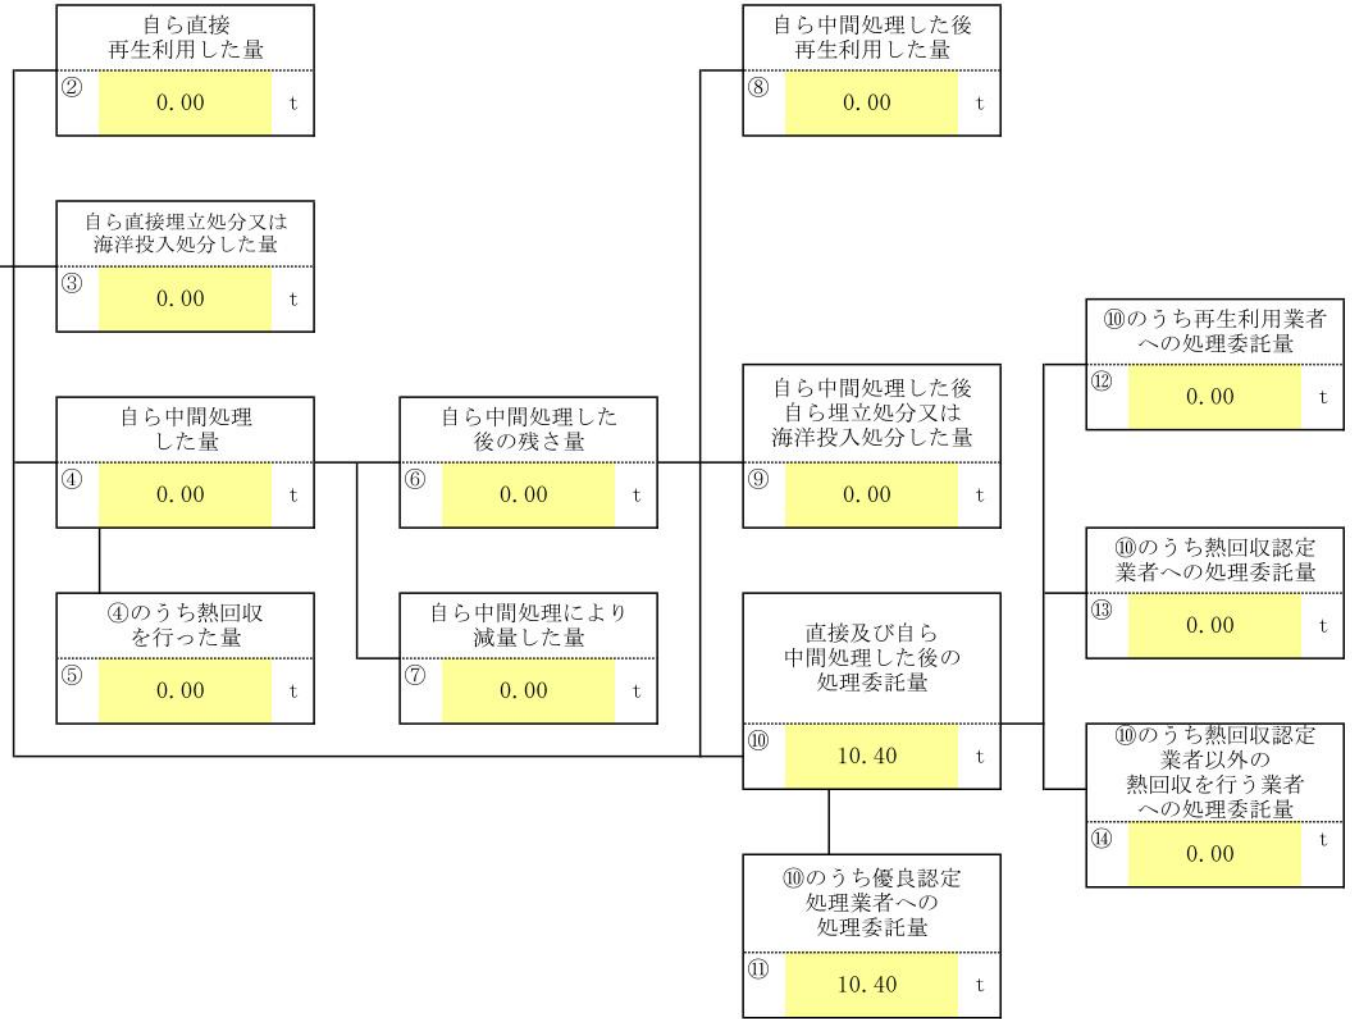 自ら直接
再生利用した量
② 0.00 t
自ら中間処理した後
再生利用した量
⑧ 0.00 t
自ら直接埋立処分又は
海洋投入処分した量
③ 0.00 t
⑩のうち再生利用業者
への処理委託量
⑫ 0.00 t
自ら中間処理
した量
④ 0.00 t
自ら中間処理した
後の残さ量
⑥ 0.00 t
自ら中間処理した後
自ら埋立処分又は
海洋投入処分した量
⑨ 0.00 t
⑩のうち熱回収認定
業者への処理委託量
⑬ 0.00 t
④のうち熱回収
を行った量
⑤ 0.00 t
自ら中間処理により
減量した量
⑦ 0.00 t
直接及び自ら
中間処理した後の
処理委託量
⑩ 10.40 t
⑩のうち熱回収認定
業者以外の
熱回収を行う業者
への処理委託量
⑭ 0.00 t
⑩のうち優良認定
処理業者への
処理委託量
⑪ 10.40 t